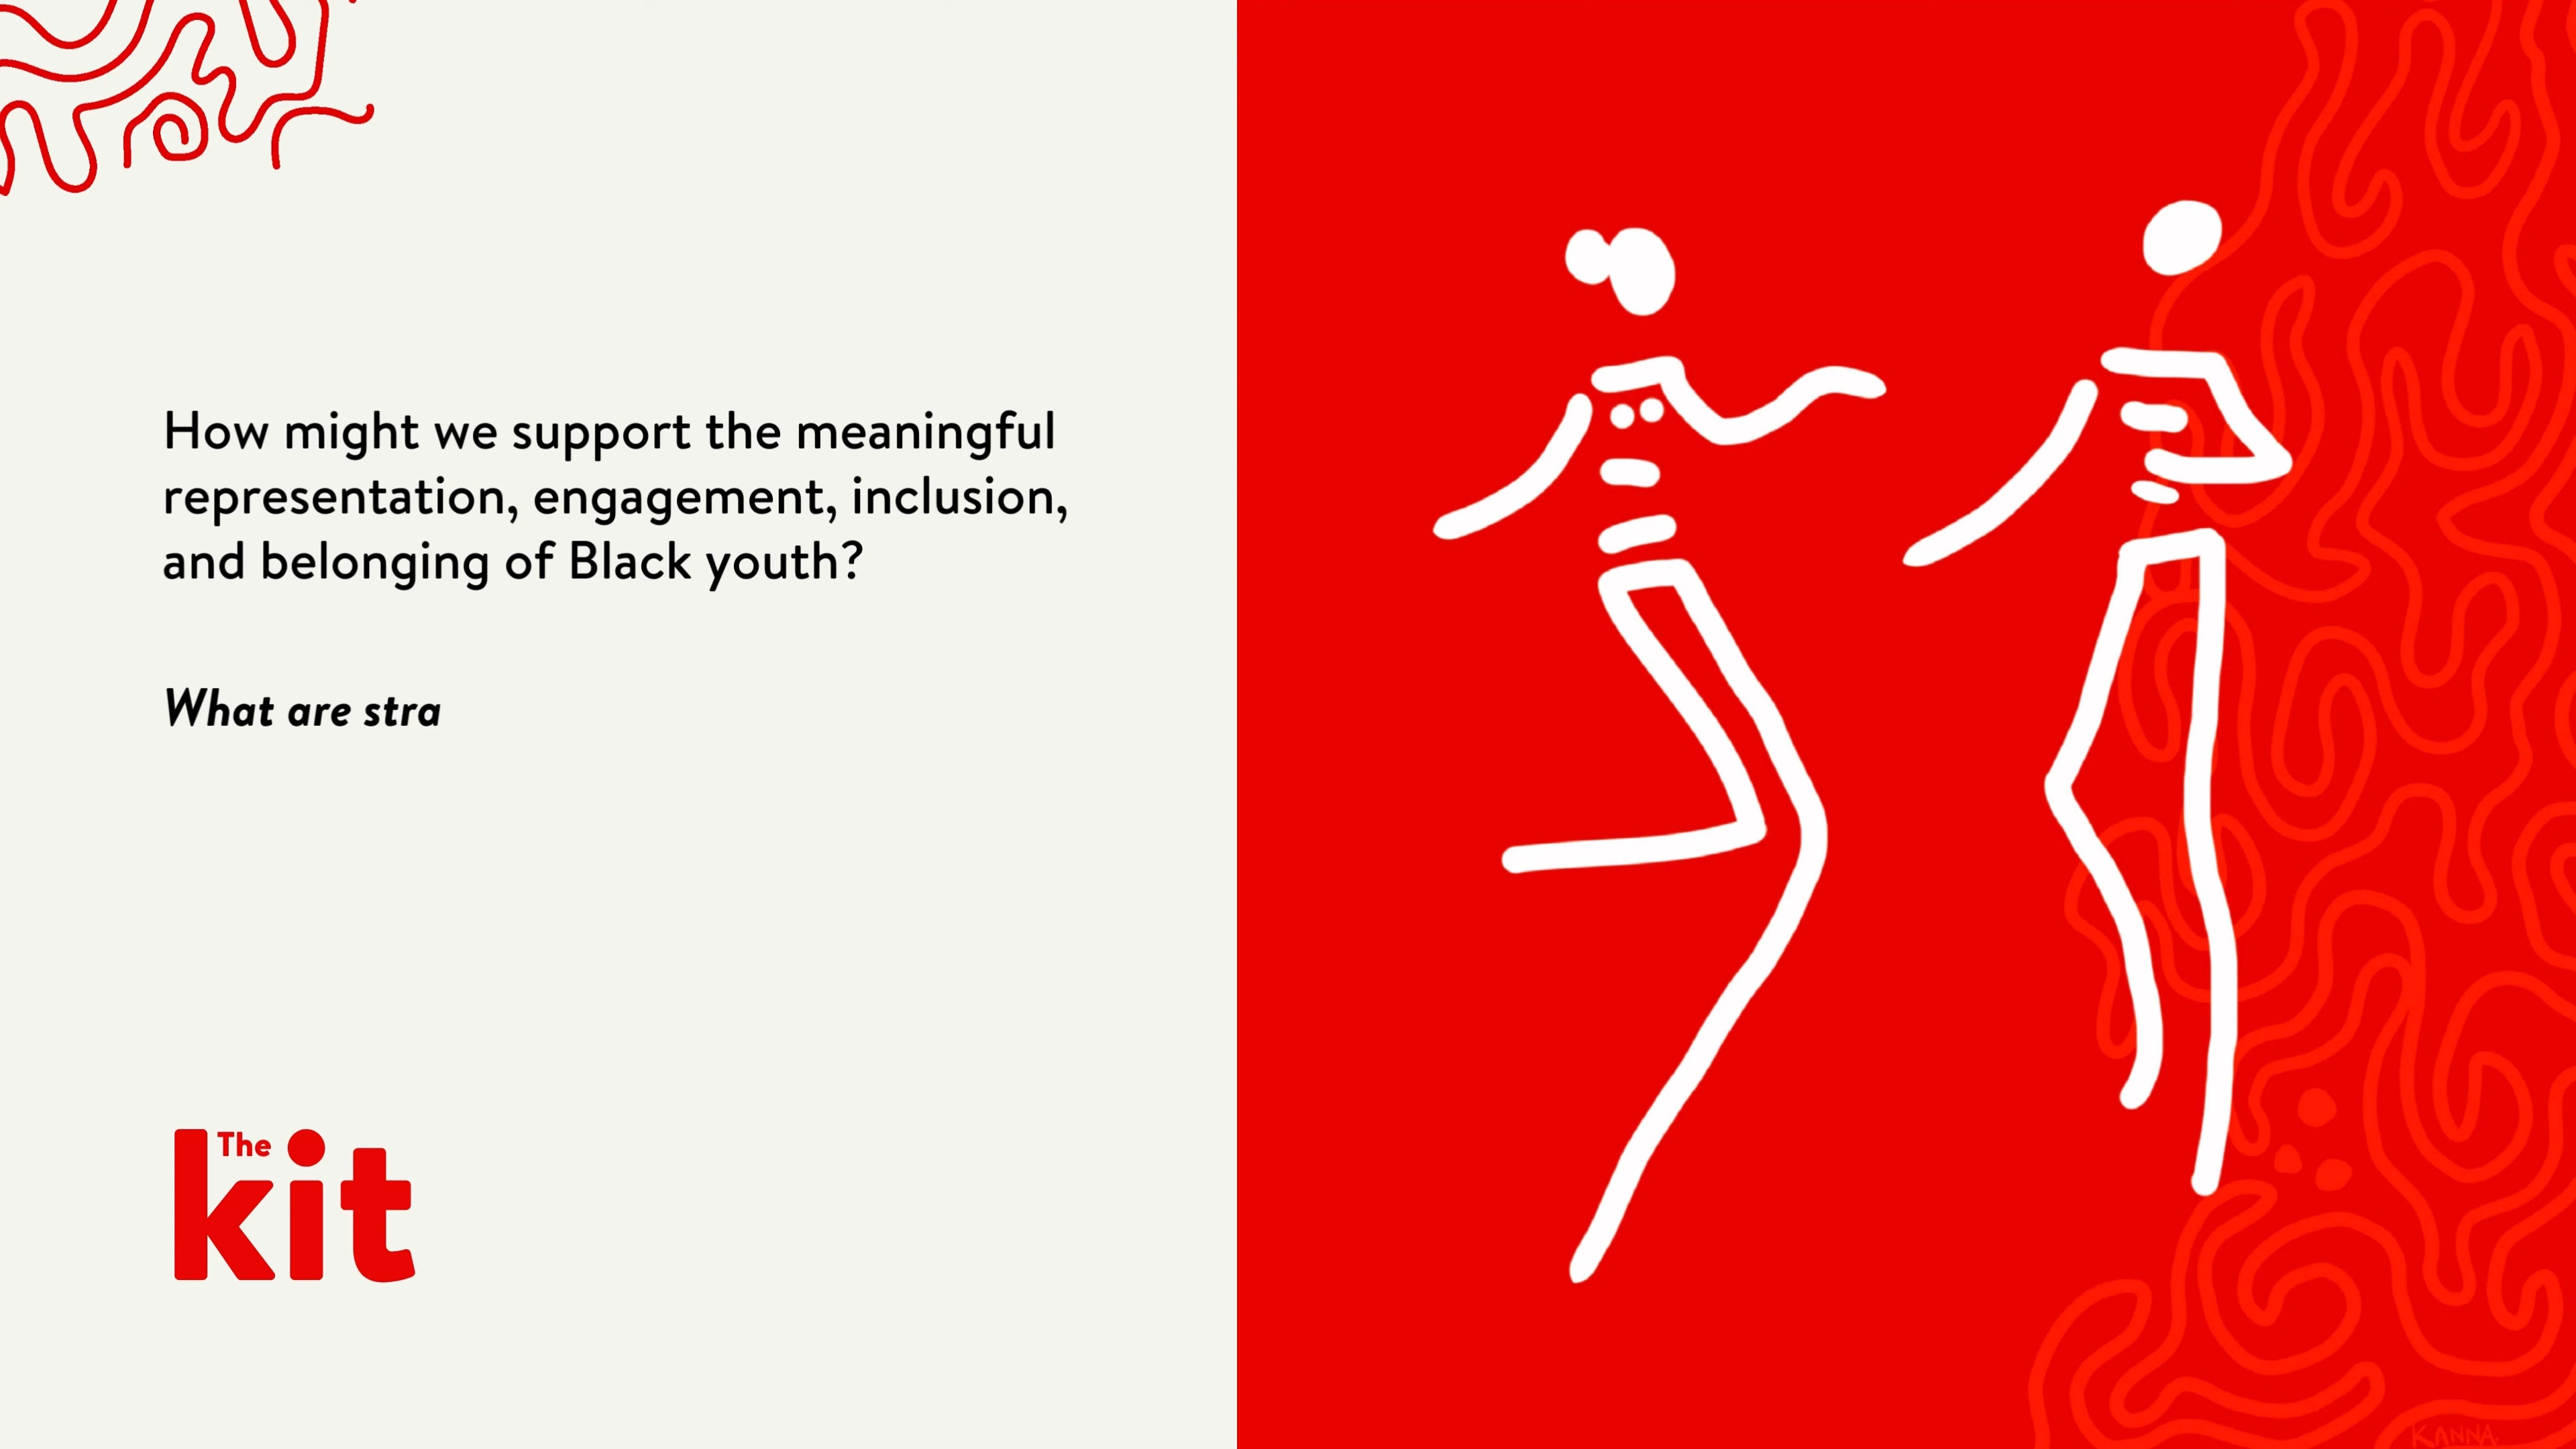 How might we support the meaningful
representation, engagement, inclusion,
and belonging of Black youth?
What are stra
The
kit
KANNA